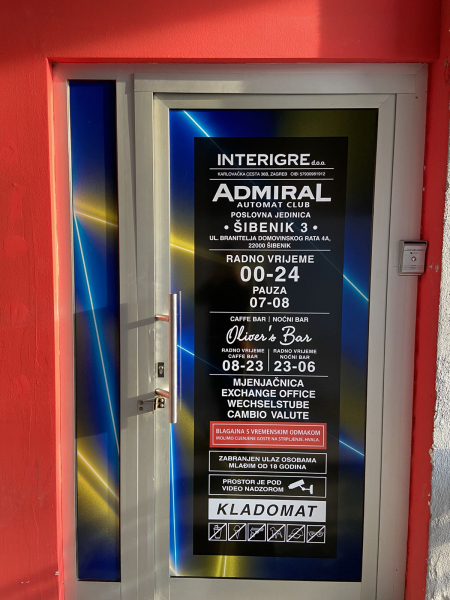 INTERIGRE d.o.o.
KARLOVAČKA CESTA 36B, ZAGREB OIB 57930951912
ADMIRAL
AUTOMAT CLUB
POSLOVNA JEDINICA
• ŠIBENIK 3 •
UL. BRANITELJA DOMOVINSKOG RATA 4A,
22000 ŠIBENIK
RADNO VRIJEME
00-24
PAUZA
07-08
CAFFE BAR | NOĆNI BAR
Oliver's Bar
RADNO VRIJEME
CAFFE BAR
08-23
RADNO VRIJEME
NOĆNI BAR
23-06
MJENJAČNICA
EXCHANGE OFFICE
WECHSELSTUBE
CAMBIO VALUTE
BLAGAJNA S VREMENSKIM ODMAKOM
MOLIMO CIJENJENE GOSTE NA STRPLJENJE. HVALA.
ZABRANJEN ULAZ OSOBAMA
MLAĐIM OD 18 GODINA
PROSTOR JE POD
VIDEO NADZOROM
KLADOMAT